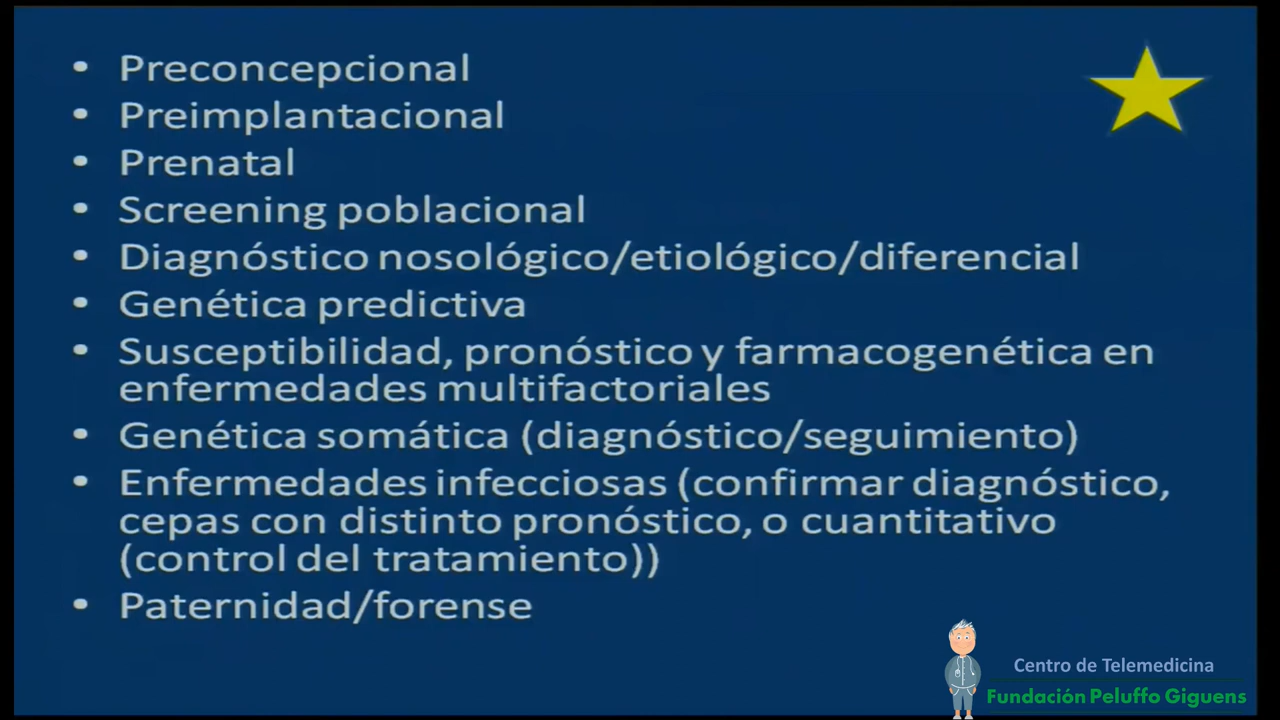 • Preconcepcional
• Preimplantacional
• Prenatal
• Screening poblacional
• Diagnóstico nosológico/etiológico/diferencial
• Genética predictiva
• Susceptibilidad, pronóstico y farmacogenética en
enfermedades multifactoriales
• Genética somática (diagnóstico/seguimiento)
• Enfermedades infecciosas (confirmar diagnóstico,
cepas con distinto pronóstico, o cuantitativo
(control del tratamiento))
• Paternidad/forense
Centro de Telemedicina
Fundación Peluffo Giguens